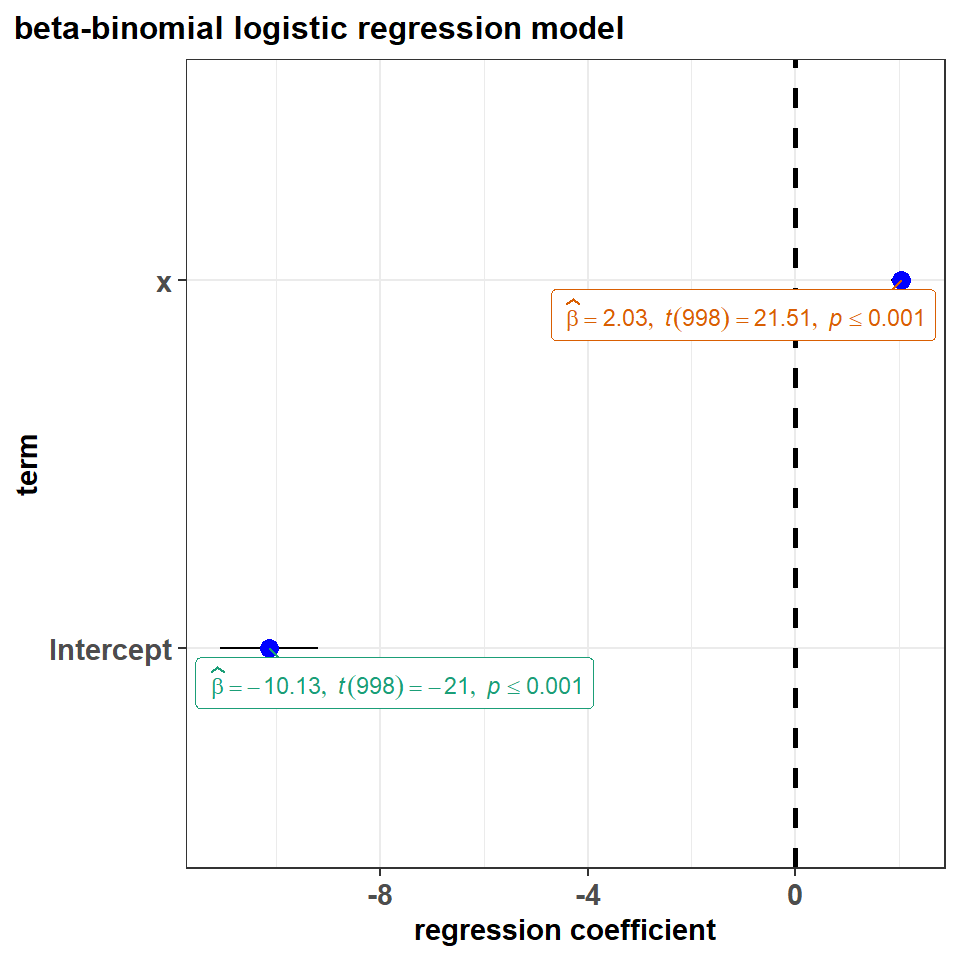 beta-binomial logistic regression model
term
x
β̂ = 2.03, t(998) = 21.51, p ≤ 0.001
Intercept
β̂ = −10.13, t(998) = −21, p ≤ 0.001
-8 -4 0
regression coefficient